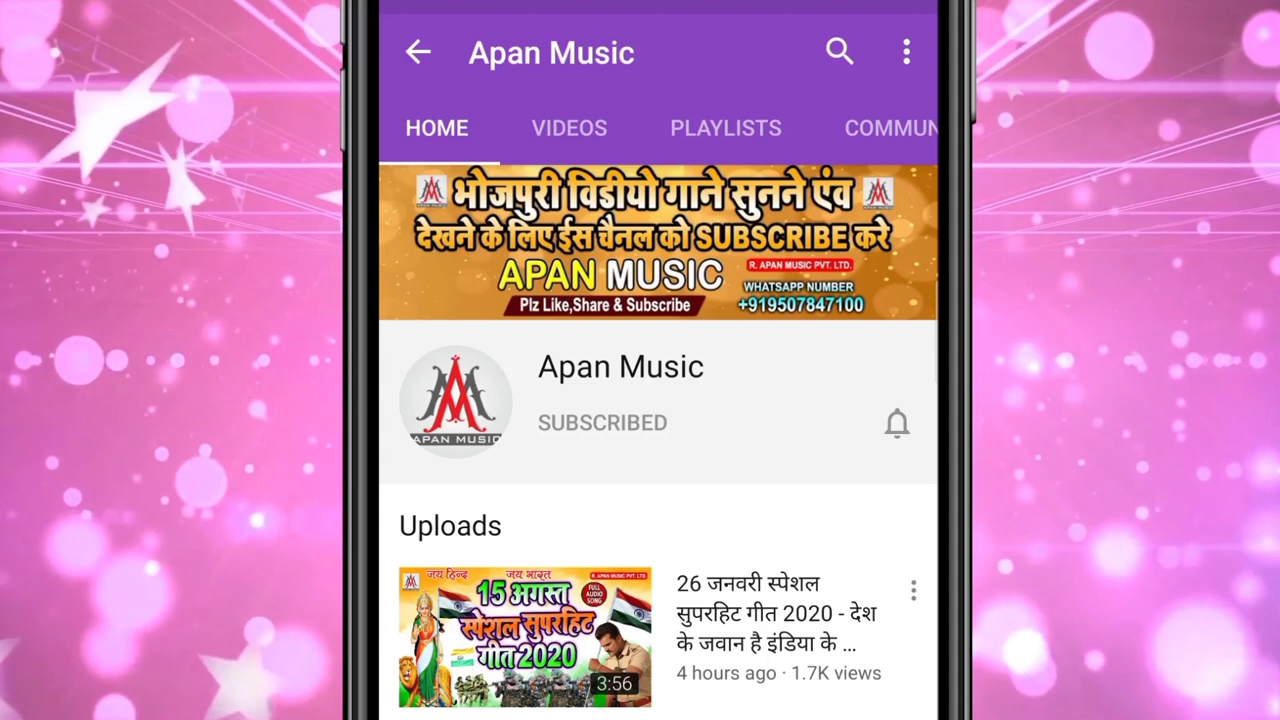 Apan Music
HOME VIDEOS PLAYLISTS COMMUN
भोजपुरी विडीयो गाने सुनने एंव
देखने के लिए ईस चैनल को SUBSCRIBE करे
APAN MUSIC
R. APAN MUSIC PVT. LTD.
Plz Like,Share & Subscribe
WHATSAPP NUMBER
+919507847100
Apan Music
SUBSCRIBED
APAN MUSIC
Uploads
जय हिन्द जय भारत
R. APAN MUSIC PVT. LTD
15 अगस्त
FULL
AUDIO
SONG
स्पेशल सुपरहिट
गीत 2020
3:56
26 जनवरी स्पेशल
सुपरहिट गीत 2020 - देश
के जवान है इंडिया के ...
4 hours ago · 1.7K views